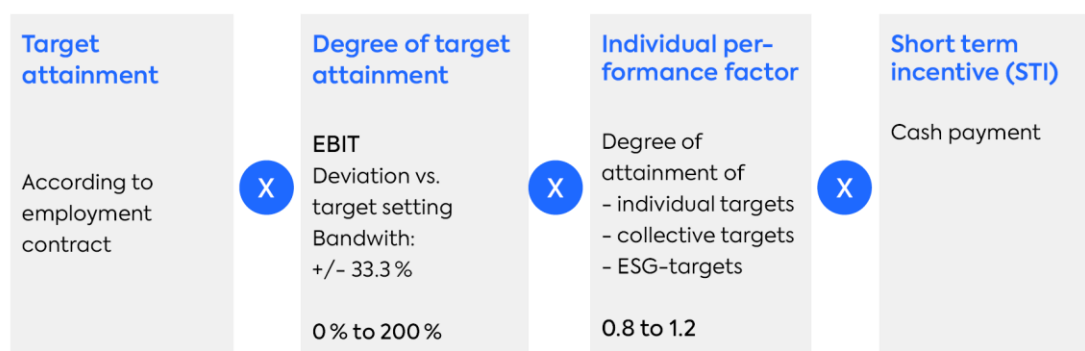 Target
attainment
According to
employment
contract
X
Degree of target
attainment
EBIT
Deviation vs.
target setting
Bandwith:
+/- 33.3 %
0 % to 200 %
X
Individual per-
formance factor
Degree of
attainment of
- individual targets
- collective targets
- ESG-targets
0.8 to 1.2
X
Short term
incentive (STI)
Cash payment